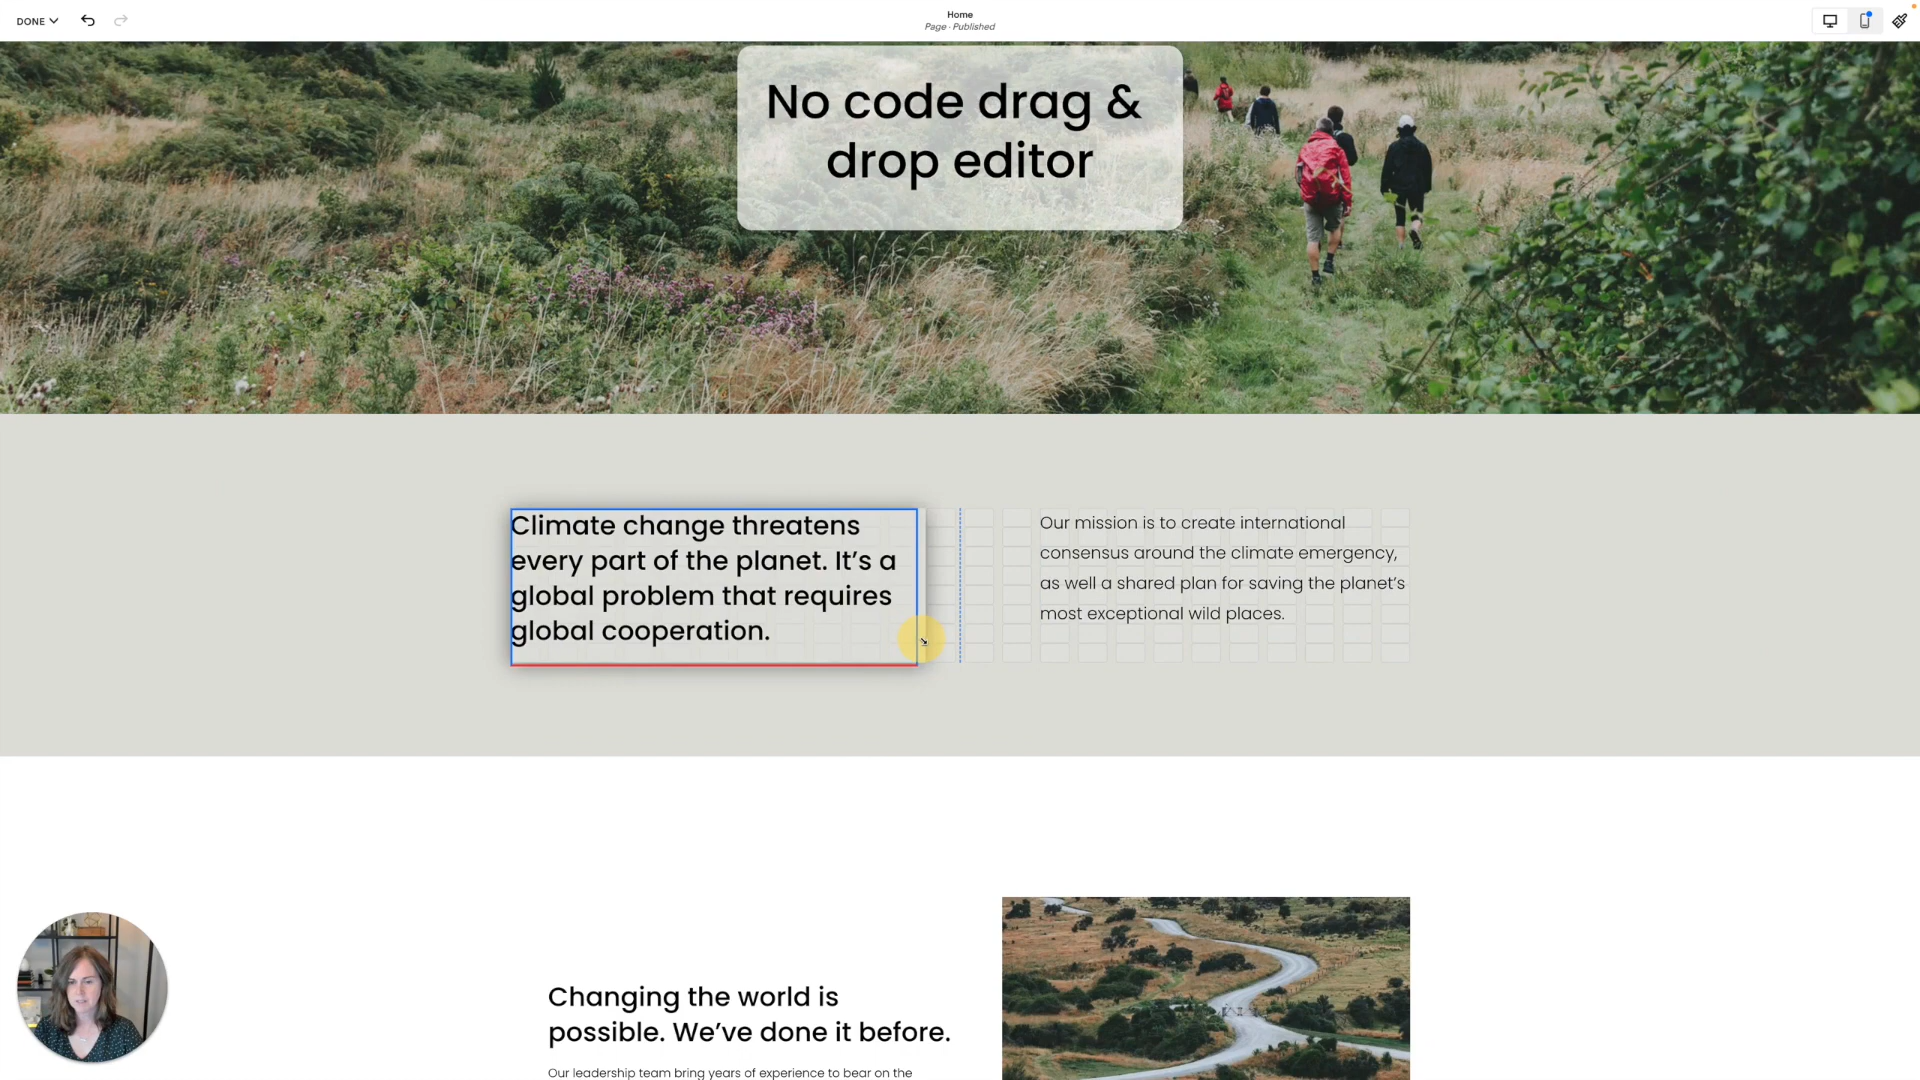 DONE
Home
Page · Published
No code drag &
drop editor
Climate change threatens
every part of the planet. It’s a
global problem that requires
global cooperation.
Our mission is to create international
consensus around the climate emergency,
as well a shared plan for saving the planet’s
most exceptional wild places.
Changing the world is
possible. We’ve done it before.
Our leadership team bring years of experience to bear on the